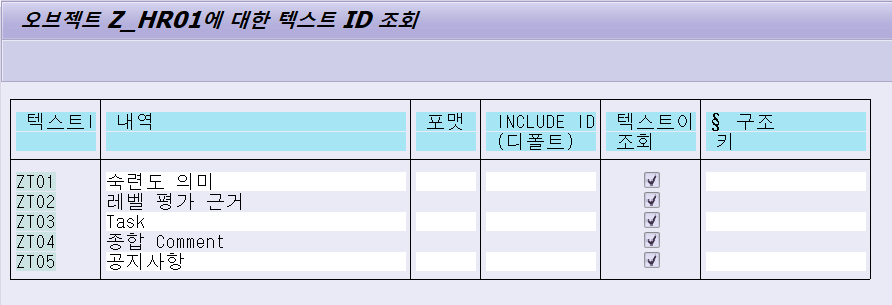 오브젝트 Z_HR01에 대한 텍스트 ID 조회
텍스트I 내역 포맷 INCLUDE ID 텍스트이 § 구조
(디폴트) 조회 키
ZT01 숙련도 의미
ZT02 레벨 평가 근거
ZT03 Task
ZT04 종합 Comment
ZT05 공지사항